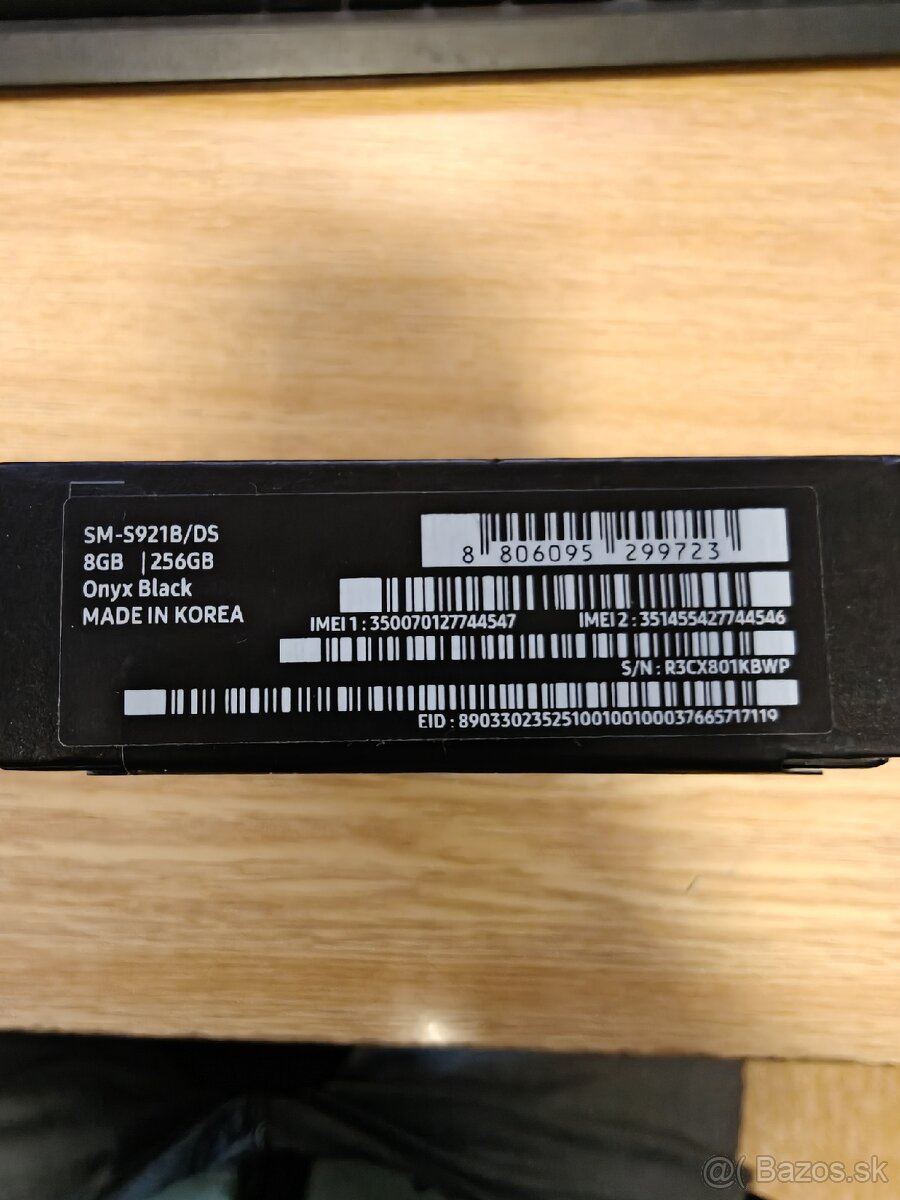 SM-S921B/DS
8GB | 256GB
Onyx Black
MADE IN KOREA
8 806095 299723
IMEI 1 : 350070127744547 IMEI 2 : 351455427744546
S/N : R3CX801KBWP
EID : 89033023525100100100037665717119
@( Bazos.sk